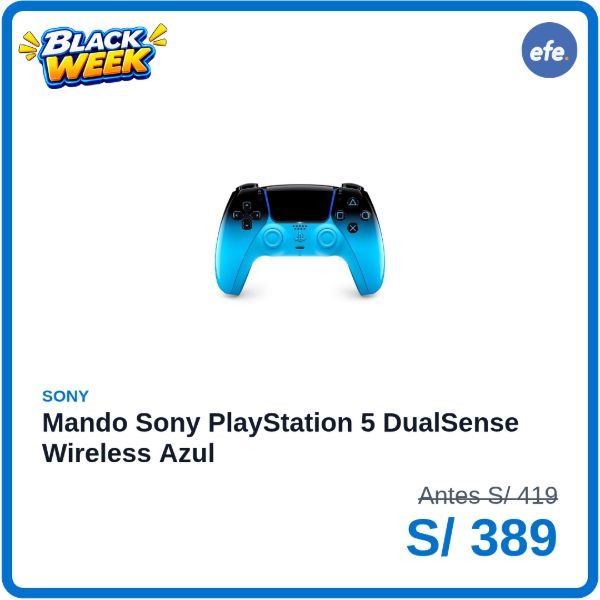 BLACK
WEEK
efe.
SONY
Mando Sony PlayStation 5 DualSense
Wireless Azul
Antes S/ 419
S/ 389